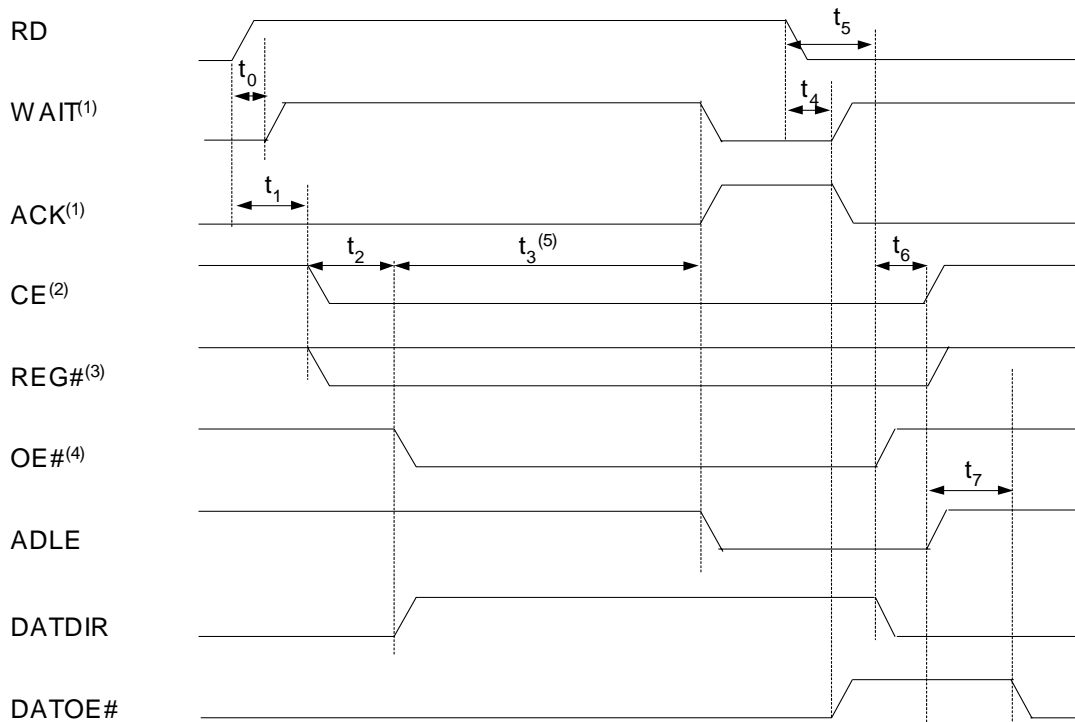 RD
t5
t0
t4
WAIT(1)
t1
ACK(1)
t2
t3(5)
t6
CE(2)
REG#(3)
OE#(4)
t7
ADLE
DATDIR
DATOE#